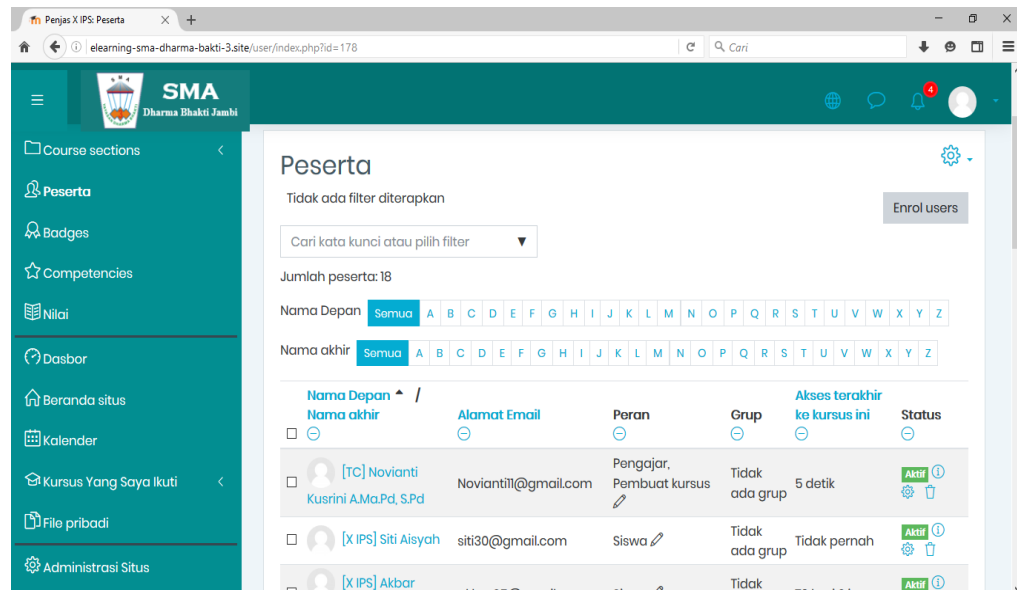 Penjas X IPS: Peserta
elearning-sma-dharma-bakti-3.site/user/index.php?id=178
Cari
SMA
Dharma Bhakti Jambi
4
Course sections
Peserta
Badges
Competencies
Nilai
Dasbor
Beranda situs
Kalender
Kursus Yang Saya Ikuti
File pribadi
Administrasi Situs
Peserta
Tidak ada filter diterapkan
Enrol users
Cari kata kunci atau pilih filter
Jumlah peserta: 18
Nama Depan Semua A B C D E F G H I J K L M N O P Q R S T U V W X Y Z
Nama akhir Semua A B C D E F G H I J K L M N O P Q R S T U V W X Y Z
Nama Depan / Akses terakhir
Nama akhir Alamat Email Peran Grup ke kursus ini Status
[TC] Novianti Kusrini A.Ma.Pd, S.Pd
Novianti11@gmail.com
Pengajar, Pembuat kursus
Tidak ada grup
5 detik
Aktif
[X IPS] Siti Aisyah
siti30@gmail.com
Siswa
Tidak ada grup
Tidak pernah
Aktif
[X IPS] Akbar
Tidak
Aktif